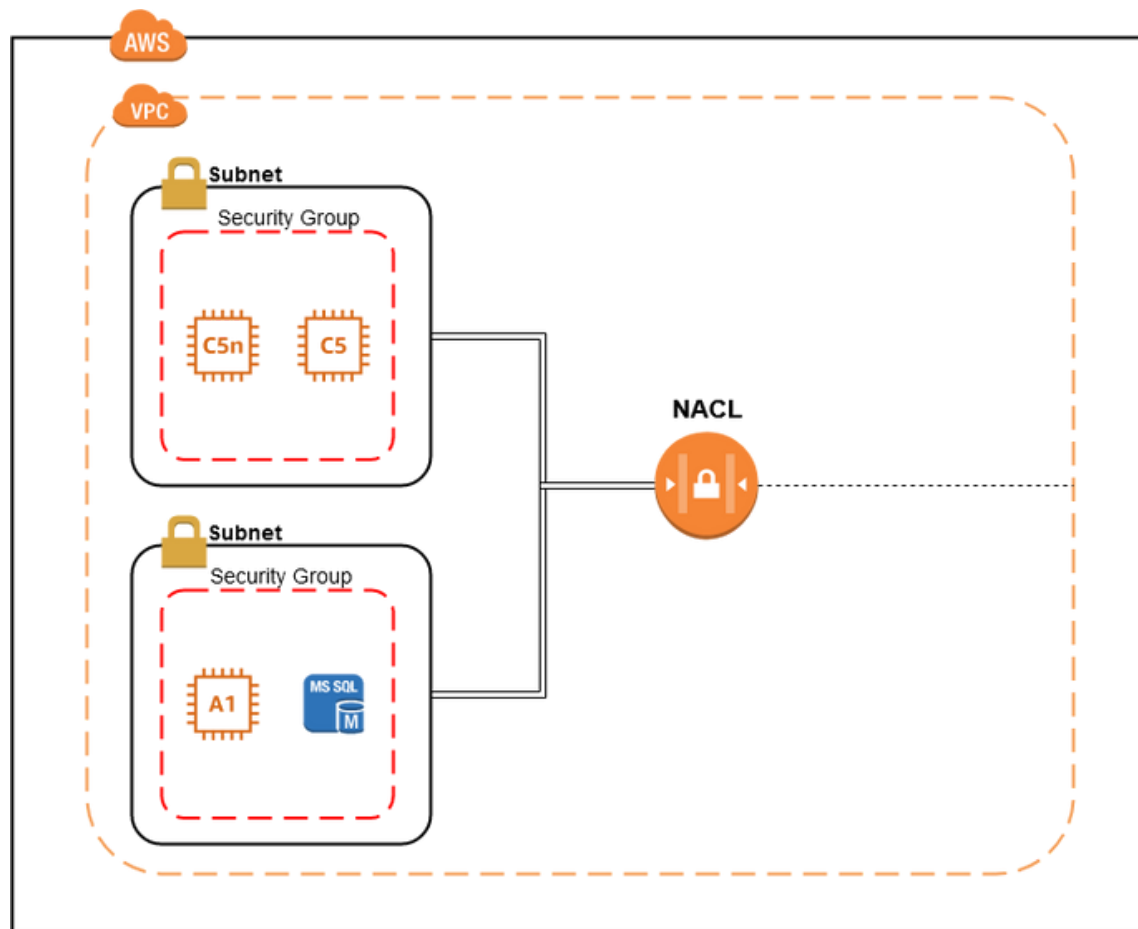 AWS
VPC
Subnet
Security Group
C5n
C5
NACL
Subnet
Security Group
A1
MS SQL
M